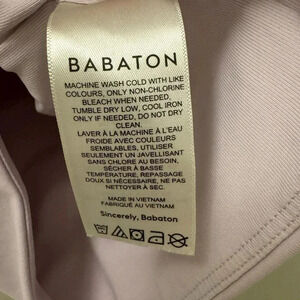 BABATON
MACHINE WASH COLD WITH LIKE
COLOURS, ONLY NON-CHLORINE
BLEACH WHEN NEEDED,
TUMBLE DRY LOW, COOL IRON
ONLY IF NEEDED, DO NOT DRY
CLEAN.
LAVER À LA MACHINE À L'EAU
FROIDE AVEC COULEURS
SEMBLABLES, UTILISER
SEULEMENT UN JAVELLISANT
SANS CHLORE AU BESOIN,
SÉCHER À BASSE
TEMPÉRATURE, REPASSAGE
DOUX SI NÉCESSAIRE, NE PAS
NETTOYER À SEC.
MADE IN VIETNAM
FABRIQUÉ AU VIETNAM
Sincerely, Babaton